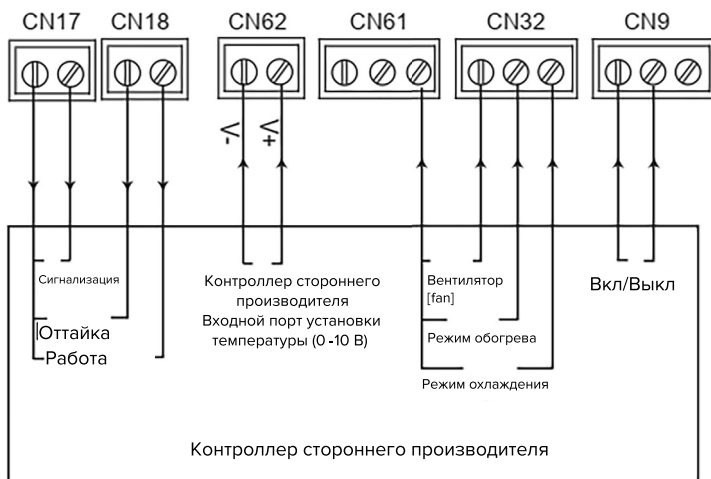 CN17 CN18 CN62 CN61 CN32 CN9
V- V+
Сигнализация
Оттайка
Работа
Контроллер стороннего
производителя
Входной порт установки
температуры (0-10 В)
Вентилятор
[fan]
Режим обогрева
Режим охлаждения
Вкл/Выкл
Контроллер стороннего производителя